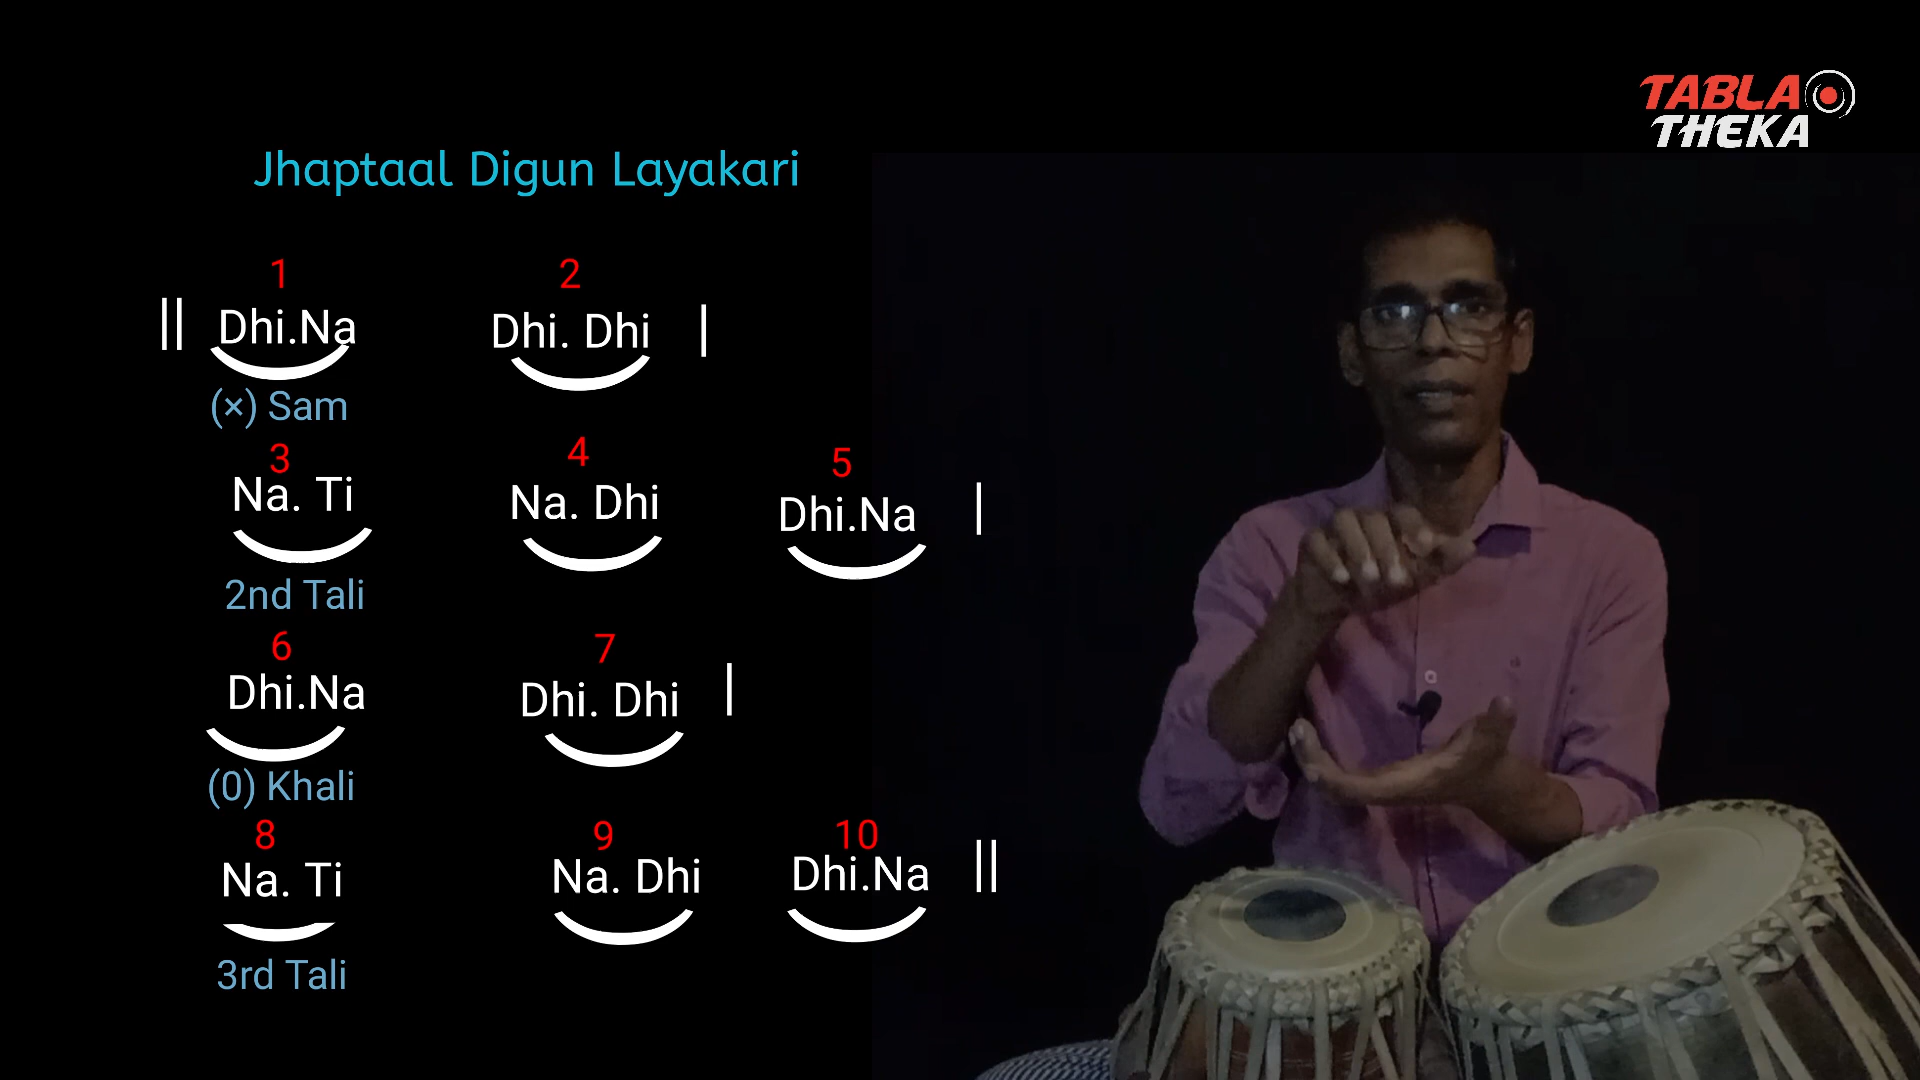 TABLA
THEKA
Jhaptaal Digun Layakari
1 2
|| Dhi.Na Dhi. Dhi |
(×) Sam
3 4 5
Na. Ti Na. Dhi Dhi.Na |
2nd Tali
6 7
Dhi.Na Dhi. Dhi |
(0) Khali
8 9 10
Na. Ti Na. Dhi Dhi.Na ||
3rd Tali